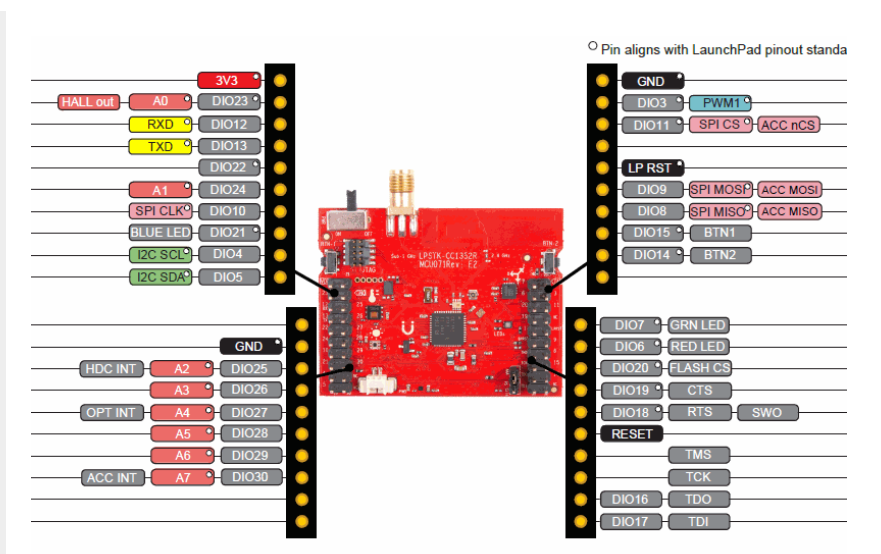 Pin aligns with LaunchPad pinout standa
3V3
HALL out A0 DIO23
RXD DIO12
TXD DIO13
DIO22
A1 DIO24
SPI CLK DIO10
BLUE LED DIO21
I2C SCL DIO4
I2C SDA DIO5
GND
DIO3 PWM1
DIO11 SPI CS ACC nCS
LP RST
DIO9 SPI MOSI ACC MOSI
DIO8 SPI MISO ACC MISO
DIO15 BTN1
DIO14 BTN2
LPSTK-CC1352R
MCU071Rev: E2
GND
HDC INT A2 DIO25
A3 DIO26
OPT INT A4 DIO27
A5 DIO28
A6 DIO29
ACC INT A7 DIO30
DIO7 GRN LED
DIO6 RED LED
DIO20 FLASH CS
DIO19 CTS
DIO18 RTS SWO
RESET
TMS
TCK
DIO16 TDO
DIO17 TDI